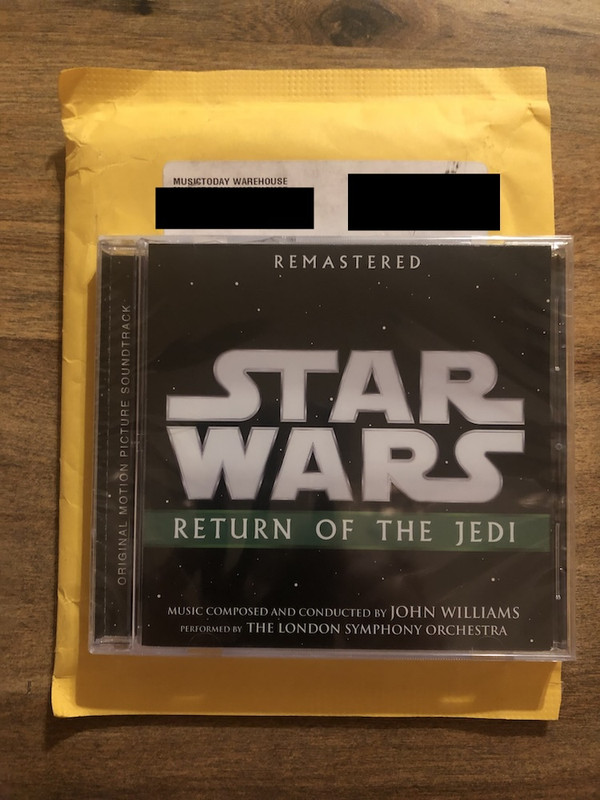 MUSICTODAY WAREHOUSE
REMASTERED
STAR
WARS
RETURN OF THE JEDI
MUSIC COMPOSED AND CONDUCTED BY JOHN WILLIAMS
PERFORMED BY THE LONDON SYMPHONY ORCHESTRA
ORIGINAL MOTION PICTURE SOUNDTRACK